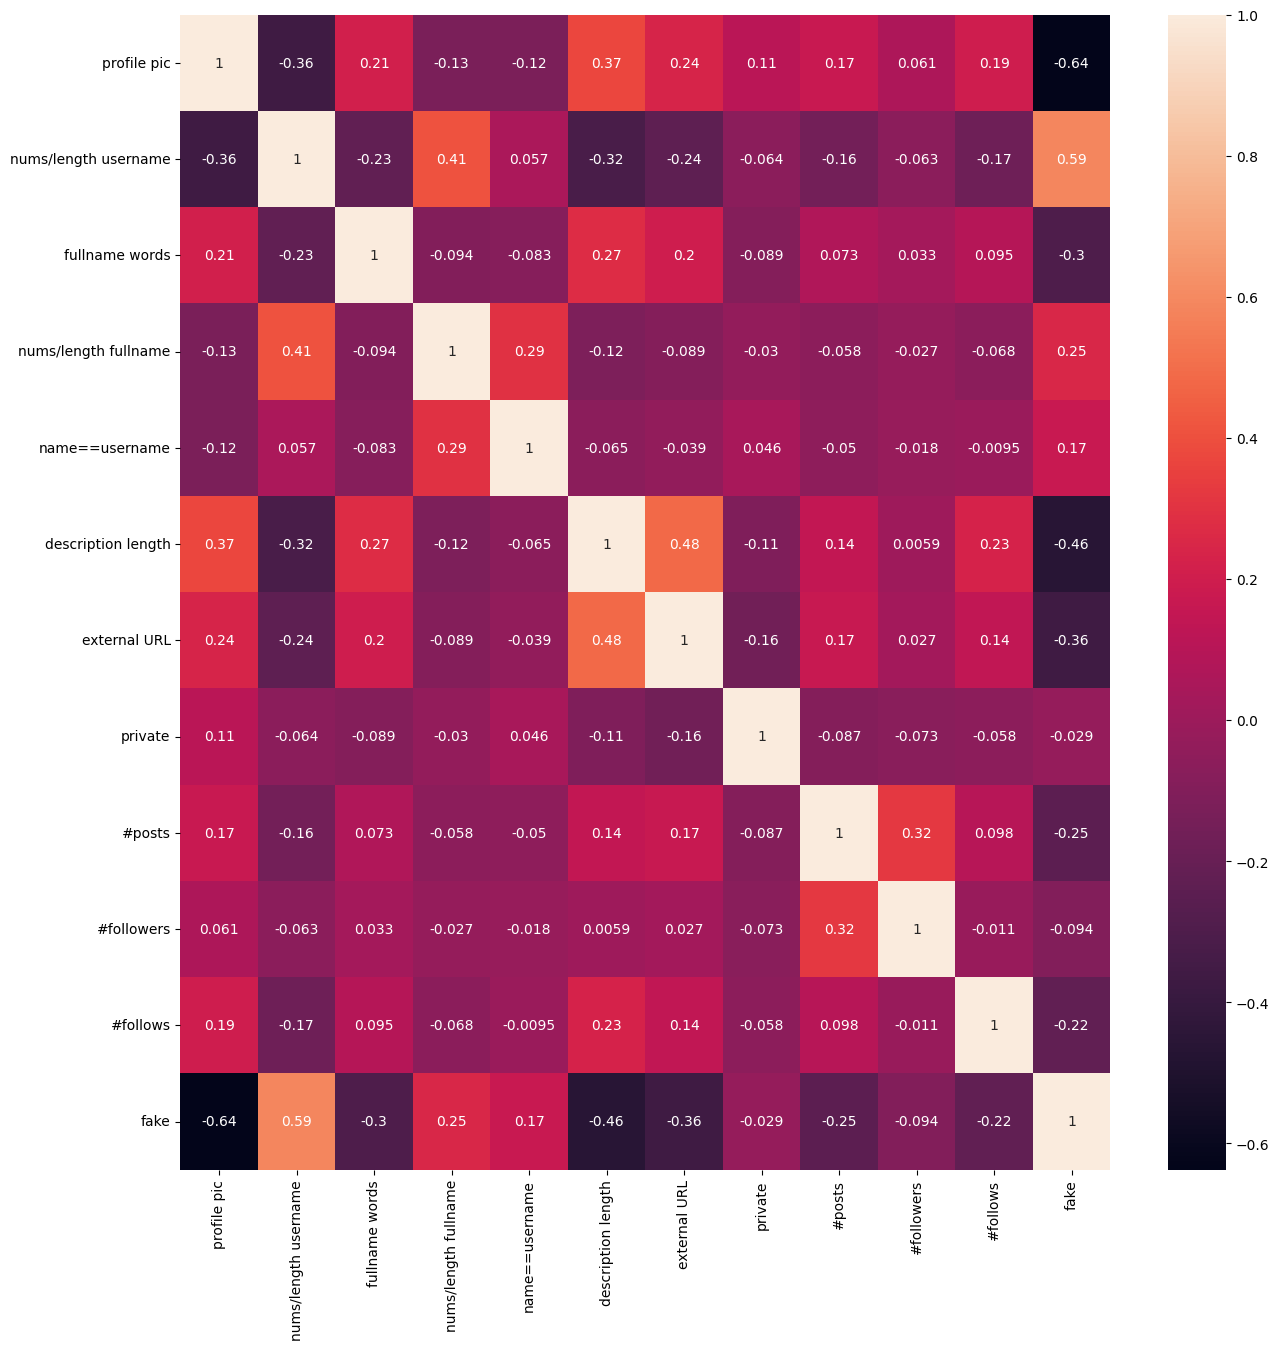 profile pic 1 -0.36 0.21 -0.13 -0.12 0.37 0.24 0.11 0.17 0.061 0.19 -0.64
nums/length username -0.36 1 -0.23 0.41 0.057 -0.32 -0.24 -0.064 -0.16 -0.063 -0.17 0.59
fullname words 0.21 -0.23 1 -0.094 -0.083 0.27 0.2 -0.089 0.073 0.033 0.095 -0.3
nums/length fullname -0.13 0.41 -0.094 1 0.29 -0.12 -0.089 -0.03 -0.058 -0.027 -0.068 0.25
name==username -0.12 0.057 -0.083 0.29 1 -0.065 -0.039 0.046 -0.05 -0.018 -0.0095 0.17
description length 0.37 -0.32 0.27 -0.12 -0.065 1 0.48 -0.11 0.14 0.0059 0.23 -0.46
external URL 0.24 -0.24 0.2 -0.089 -0.039 0.48 1 -0.16 0.17 0.027 0.14 -0.36
private 0.11 -0.064 -0.089 -0.03 0.046 -0.11 -0.16 1 -0.087 -0.073 -0.058 -0.029
#posts 0.17 -0.16 0.073 -0.058 -0.05 0.14 0.17 -0.087 1 0.32 0.098 -0.25
#followers 0.061 -0.063 0.033 -0.027 -0.018 0.0059 0.027 -0.073 0.32 1 -0.011 -0.094
#follows 0.19 -0.17 0.095 -0.068 -0.0095 0.23 0.14 -0.058 0.098 -0.011 1 -0.22
fake -0.64 0.59 -0.3 0.25 0.17 -0.46 -0.36 -0.029 -0.25 -0.094 -0.22 1
profile pic
nums/length username
fullname words
nums/length fullname
name==username
description length
external URL
private
#posts
#followers
#follows
fake
1.0
0.8
0.6
0.4
0.2
0.0
−0.2
−0.4
−0.6